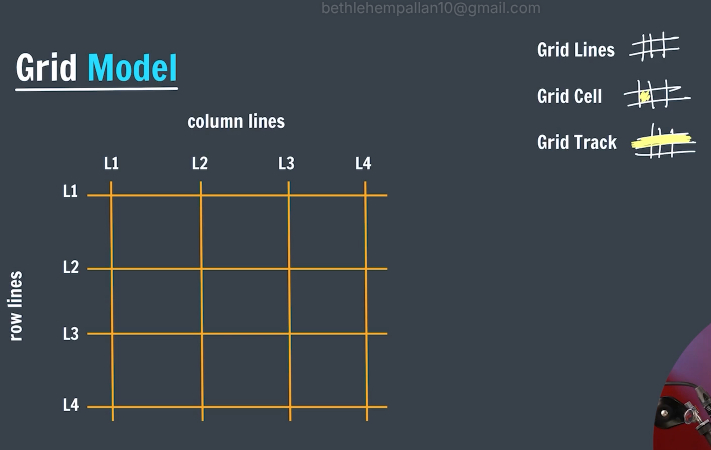 bethlehempallan10@gmail.com
Grid Model
Grid Lines
Grid Cell
Grid Track
column lines
L1 L2 L3 L4
L1
L2
L3
L4
row lines